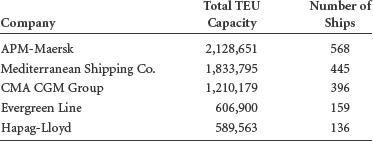 Total TEU Number of
Company Capacity Ships
APM-Maersk 2,128,651 568
Mediterranean Shipping Co. 1,833,795 445
CMA CGM Group 1,210,179 396
Evergreen Line 606,900 159
Hapag-Lloyd 589,563 136